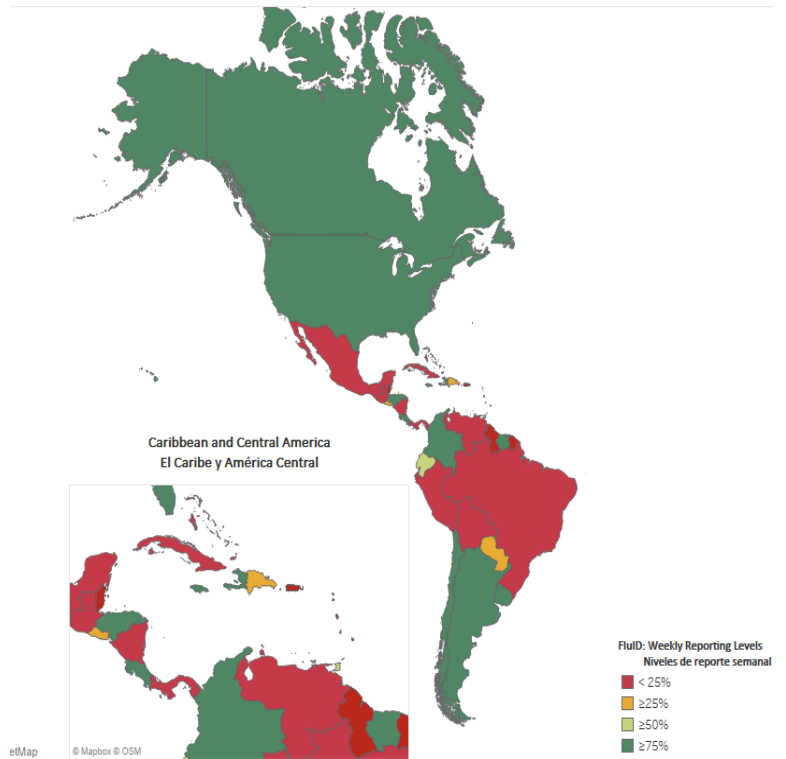 Caribbean and Central America
El Caribe y América Central
FluID: Weekly Reporting Levels
Niveles de reporte semanal
< 25%
≥25%
≥50%
≥75%
etMap
© Mapbox © OSM